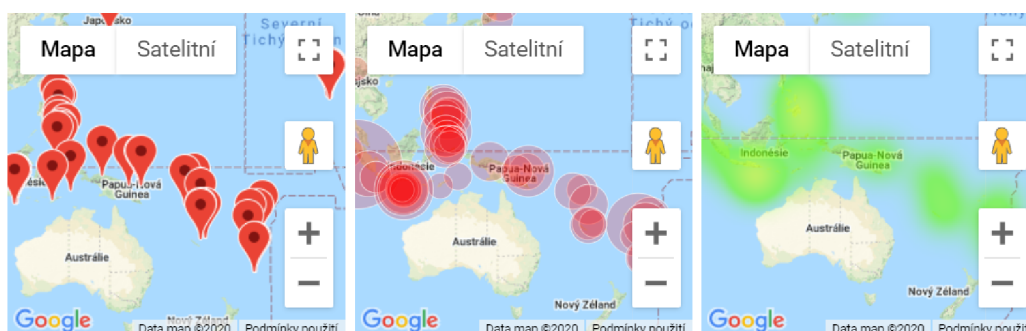 Japonsko
Severní
Tichý
Mapa
Satelitní
Papua-Nová
Guinea
Austrálie
Nový Zéland
Google
Data map ©2020
Podmínky použití
Tichý
Mapa
Satelitní
Indonésie
Papua-Nová
Guinea
Austrálie
Nový Zéland
Google
Data map ©2020
Podmínky použití
Mapa
Satelitní
Indonésie
Papua-Nová
Guinea
Austrálie
Nový Zéland
Google
Data map ©2020
Podmínky použití